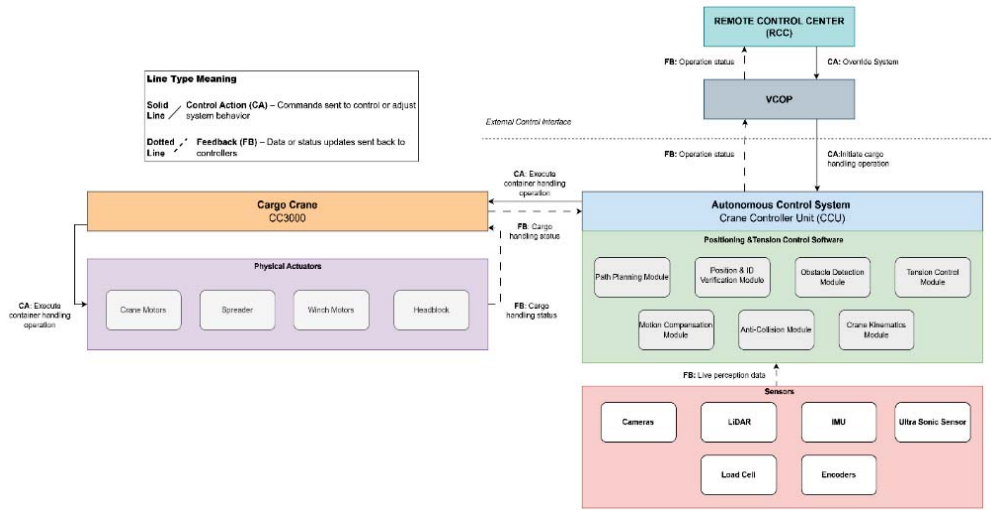 REMOTE CONTROL CENTER
(RCC)
FB: Operation status
CA: Override System
VCOP
External Control Interface
FB: Operation status
CA:Initiate cargo
handling operation
Line Type Meaning
Solid
Line
Control Action (CA) – Commands sent to control or adjust
system behavior
Dotted
Line
Feedback (FB) – Data or status updates sent back to
controllers
CA: Execute
container handling
operation
Cargo Crane
CC3000
FB: Cargo
handling status
Autonomous Control System
Crane Controller Unit (CCU)
Positioning &Tension Control Software
Path Planning Module
Position & ID
Verification Module
Obstacle Detection
Module
Tension Control
Module
Motion Compensation
Module
Anti-Collision Module
Crane Kinematics
Module
Physical Actuators
CA: Execute
container handling
operation
Crane Motors
Spreader
Winch Motors
Headblock
FB: Cargo
handling status
FB: Live perception data
Sensors
Cameras
LiDAR
IMU
Ultra Sonic Sensor
Load Cell
Encoders